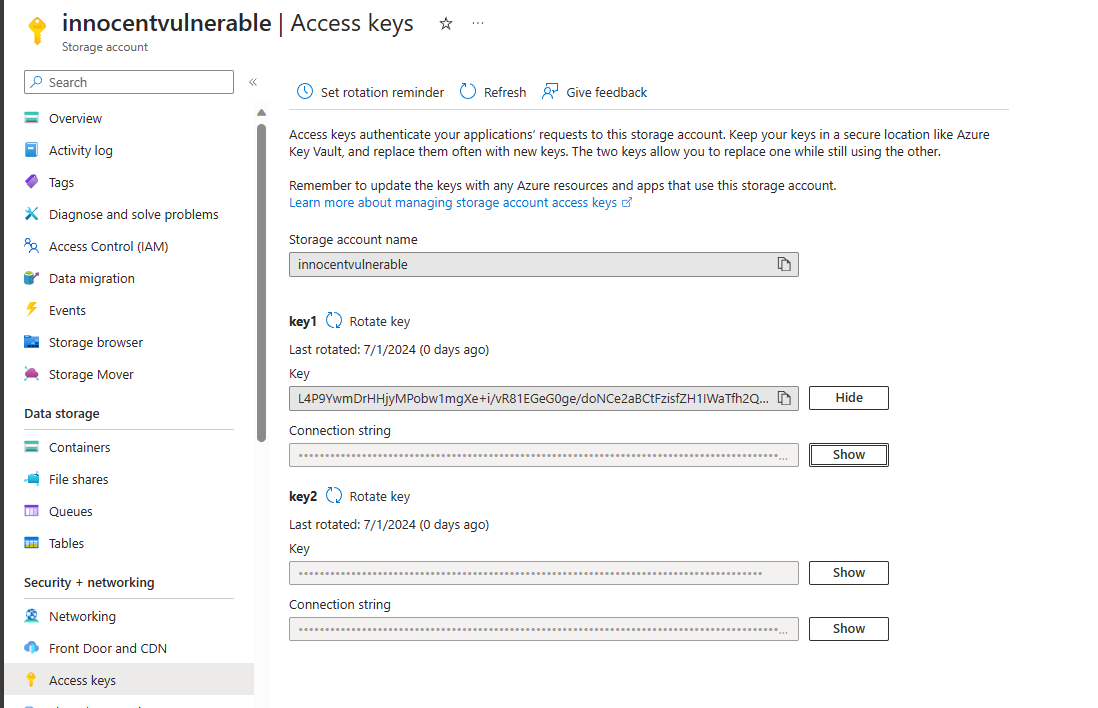 innocentvulnerable | Access keys
Storage account
Search
Overview
Activity log
Tags
Diagnose and solve problems
Access Control (IAM)
Data migration
Events
Storage browser
Storage Mover
Data storage
Containers
File shares
Queues
Tables
Security + networking
Networking
Front Door and CDN
Access keys
Set rotation reminder Refresh Give feedback
Access keys authenticate your applications' requests to this storage account. Keep your keys in a secure location like Azure
Key Vault, and replace them often with new keys. The two keys allow you to replace one while still using the other.
Remember to update the keys with any Azure resources and apps that use this storage account.
Learn more about managing storage account access keys
Storage account name
innocentvulnerable
key1 Rotate key
Last rotated: 7/1/2024 (0 days ago)
Key
L4P9YwmDrHHjyMPobw1mgXe+i/vR81EGeG0ge/doNCe2aBCtFzisfZH1IWaTfh2Q... Hide
Connection string
Show
key2 Rotate key
Last rotated: 7/1/2024 (0 days ago)
Key
Show
Connection string
Show